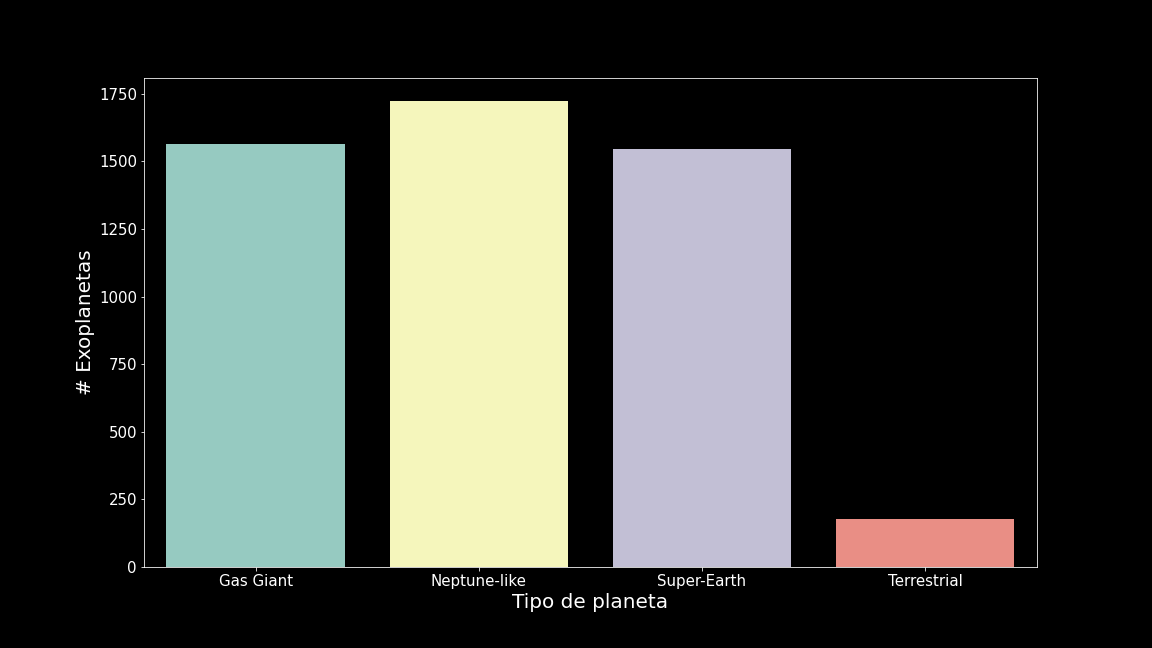 1750
1500
1250
1000
750
500
250
0
# Exoplanetas
Gas Giant
Neptune-like
Super-Earth
Terrestrial
Tipo de planeta